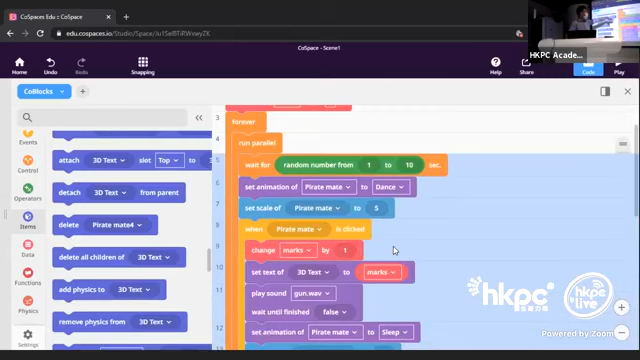 CoSpaces Edu :: CoSpace
edu.cospaces.io/Studio/Space/
CoSpace - Scene1
HKPC Acade...
Home
Undo
Redo
Snapping
Help
Share
Code
Play
CoBlocks
Events
Control
Operators
Items
Data
Functions
Physics
Settings
attach 3D Text slot Top to
detach 3D Text from parent
delete Pirate mate4
delete all children of 3D Text
add physics to 3D Text
remove physics from 3D Text
3 forever
4 run parallel
5 wait for random number from 1 to 10 sec.
6 set animation of Pirate mate to Dance
7 set scale of Pirate mate to 5
8 when Pirate mate is clicked
9 change marks by 1
10 set text of 3D Text to marks
11 play sound gun.wav
wait until finished false
12 set animation of Pirate mate to Sleep
hkpc
hkpc live
Powered by Zoom